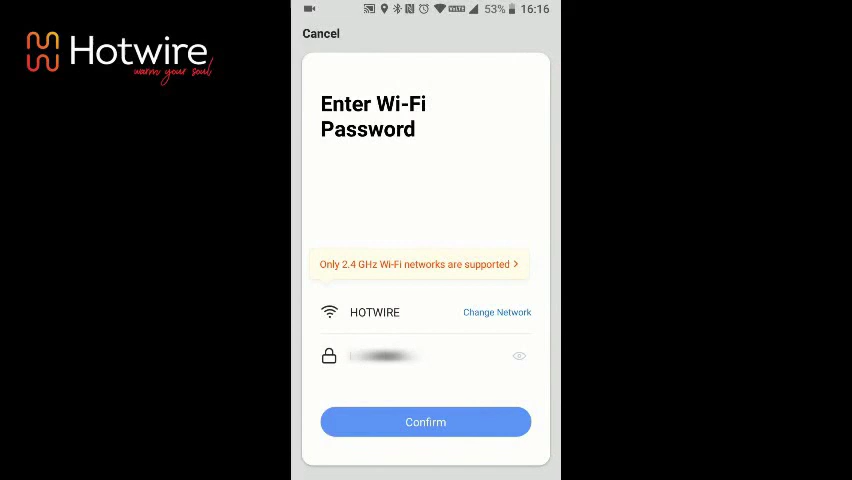 Hotwire
warm your soul
53% 16:16
Cancel
Enter Wi-Fi
Password
Only 2.4 GHz Wi-Fi networks are supported >
HOTWIRE Change Network
Confirm